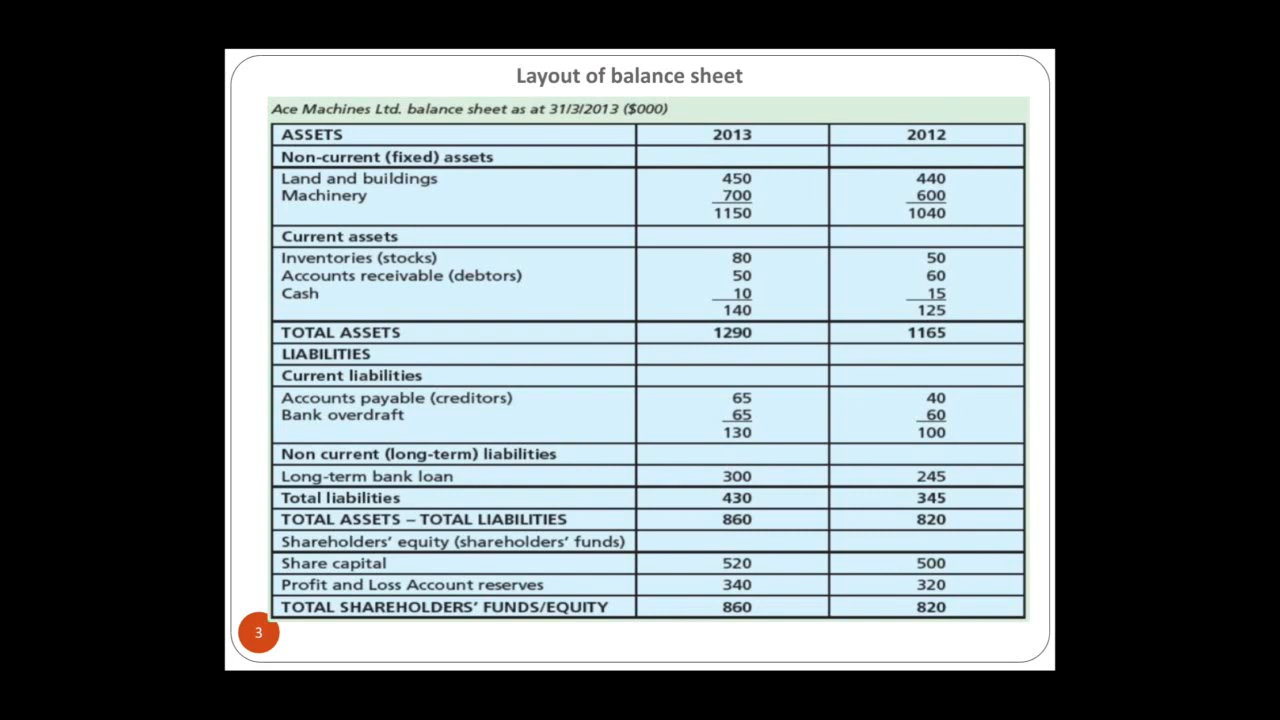 Layout of balance sheet
Ace Machines Ltd. balance sheet as at 31/3/2013 ($000)
ASSETS 2013 2012
Non-current (fixed) assets
Land and buildings 450 440
Machinery 700 600
1150 1040
Current assets
Inventories (stocks) 80 50
Accounts receivable (debtors) 50 60
Cash 10 15
140 125
TOTAL ASSETS 1290 1165
LIABILITIES
Current liabilities
Accounts payable (creditors) 65 40
Bank overdraft 65 60
130 100
Non current (long-term) liabilities
Long-term bank loan 300 245
Total liabilities 430 345
TOTAL ASSETS – TOTAL LIABILITIES 860 820
Shareholders’ equity (shareholders’ funds)
Share capital 520 500
Profit and Loss Account reserves 340 320
TOTAL SHAREHOLDERS’ FUNDS/EQUITY 860 820
3